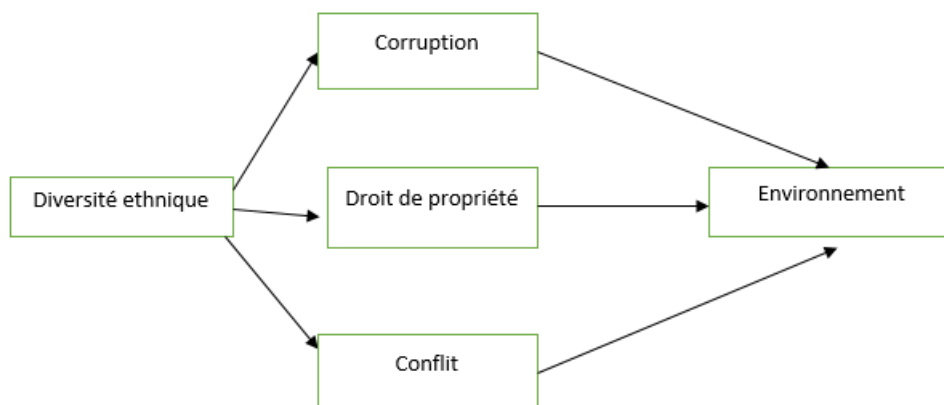 Corruption
Diversité ethnique
Droit de propriété
Environnement
Conflit